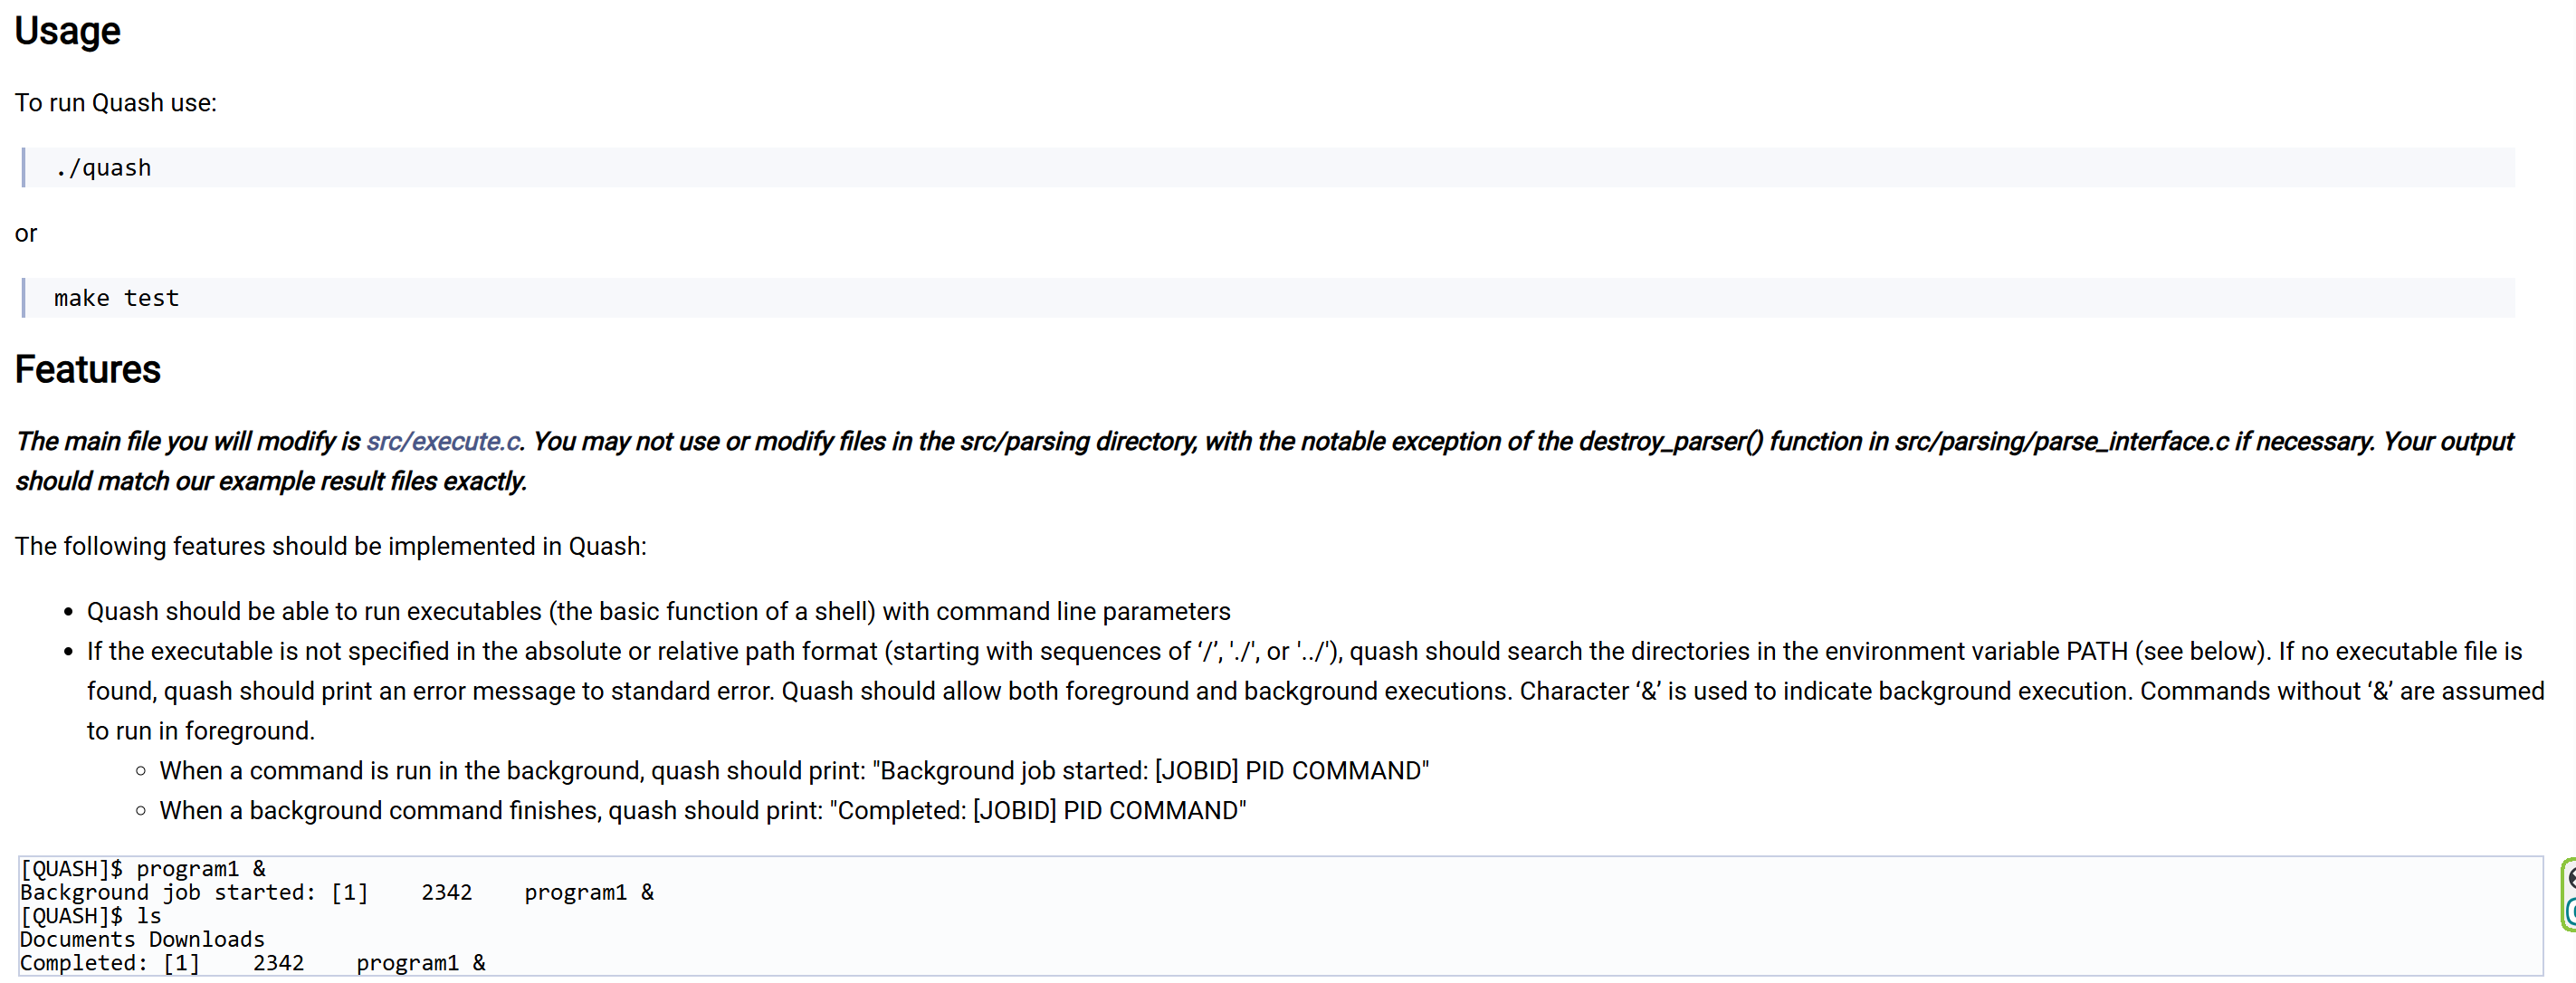 Usage
To run Quash use:
./quash
or
make test
Features
The main file you will modify is src/execute.c. You may not use or modify files in the src/parsing directory, with the notable exception of the destroy_parser() function in src/parsing/parse_interface.c if necessary. Your output
should match our example result files exactly.
The following features should be implemented in Quash:
• Quash should be able to run executables (the basic function of a shell) with command line parameters
• If the executable is not specified in the absolute or relative path format (starting with sequences of ‘/’, './', or '../'), quash should search the directories in the environment variable PATH (see below). If no executable file is
found, quash should print an error message to standard error. Quash should allow both foreground and background executions. Character ‘&’ is used to indicate background execution. Commands without ‘&’ are assumed
to run in foreground.
◦ When a command is run in the background, quash should print: "Background job started: [JOBID] PID COMMAND"
◦ When a background command finishes, quash should print: "Completed: [JOBID] PID COMMAND"
[QUASH]$ program1 &
Background job started: [1]    2342    program1 &
[QUASH]$ ls
Documents Downloads
Completed: [1]    2342    program1 &